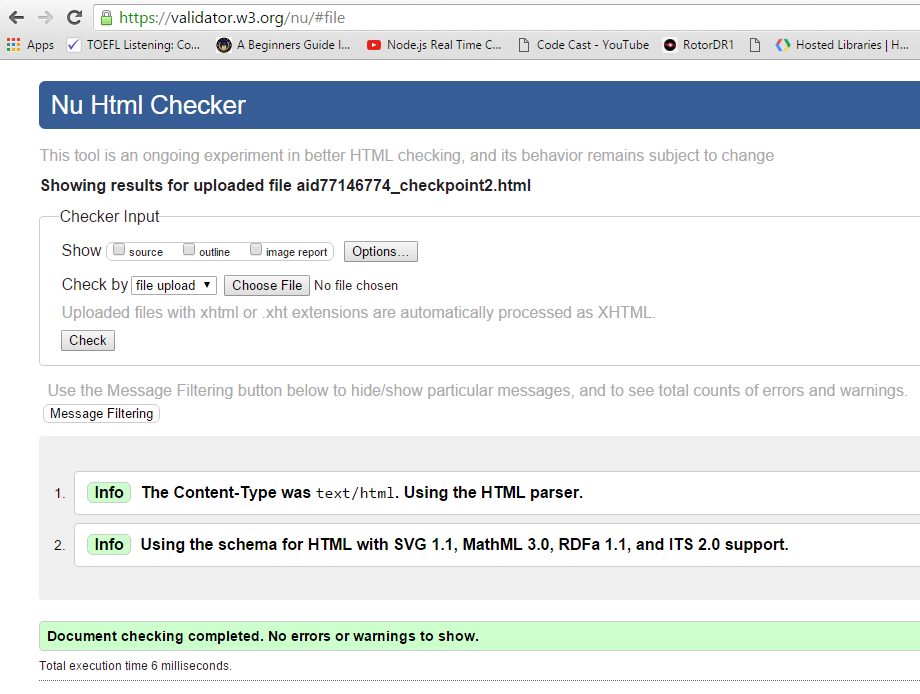 https://validator.w3.org/nu/#file
Apps TOEFL Listening: Co... A Beginners Guide I... Node.js Real Time C... Code Cast - YouTube RotorDR1 Hosted Libraries | H...
Nu Html Checker
This tool is an ongoing experiment in better HTML checking, and its behavior remains subject to change
Showing results for uploaded file aid77146774_checkpoint2.html
Checker Input
Show source outline image report Options...
Check by file upload Choose File No file chosen
Uploaded files with xhtml or .xht extensions are automatically processed as XHTML.
Check
Use the Message Filtering button below to hide/show particular messages, and to see total counts of errors and warnings.
Message Filtering
1. Info The Content-Type was text/html. Using the HTML parser.
2. Info Using the schema for HTML with SVG 1.1, MathML 3.0, RDFa 1.1, and ITS 2.0 support.
Document checking completed. No errors or warnings to show.
Total execution time 6 milliseconds.